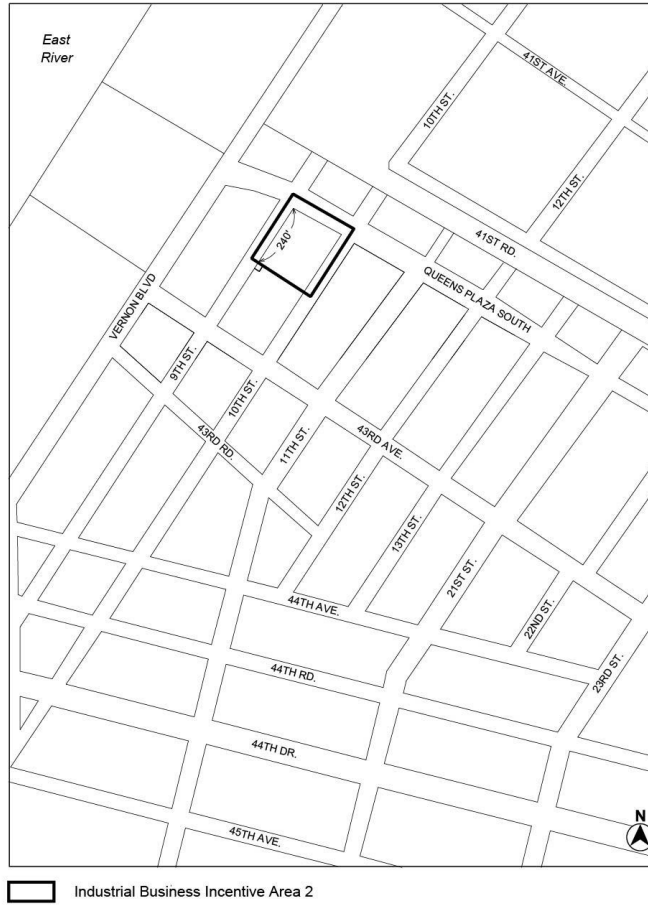 East
River
41ST AVE.
10TH ST.
12TH ST.
41ST RD.
240'
QUEENS PLAZA SOUTH
VERNON BLVD
9TH ST.
10TH ST.
43RD RD.
11TH ST.
43RD AVE.
12TH ST.
13TH ST.
21ST ST.
22ND ST.
23RD ST.
44TH AVE.
44TH RD.
44TH DR.
45TH AVE.
N
Industrial Business Incentive Area 2